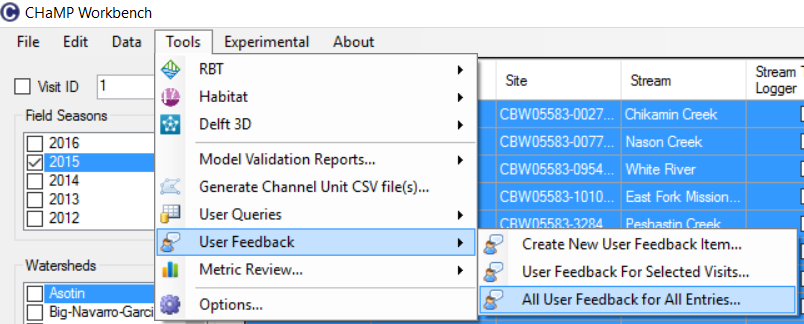 CHaMP Workbench
File Edit Data Tools Experimental About
Visit ID 1
Field Seasons
2016
2015
2014
2013
2012
Watersheds
Asotin
Big-Navarro-Garci
RBT
Habitat
Delft 3D
Model Validation Reports...
Generate Channel Unit CSV file(s)...
User Queries
User Feedback
Metric Review...
Options...
Create New User Feedback Item...
User Feedback For Selected Visits...
All User Feedback for All Entries...
Site Stream Stream T
Logger
CBW05583-0027... Chikamin Creek
CBW05583-0077... Nason Creek
CBW05583-0954... White River
CBW05583-1010... East Fork Mission...
CBW05583-3284 Peshastin Creek